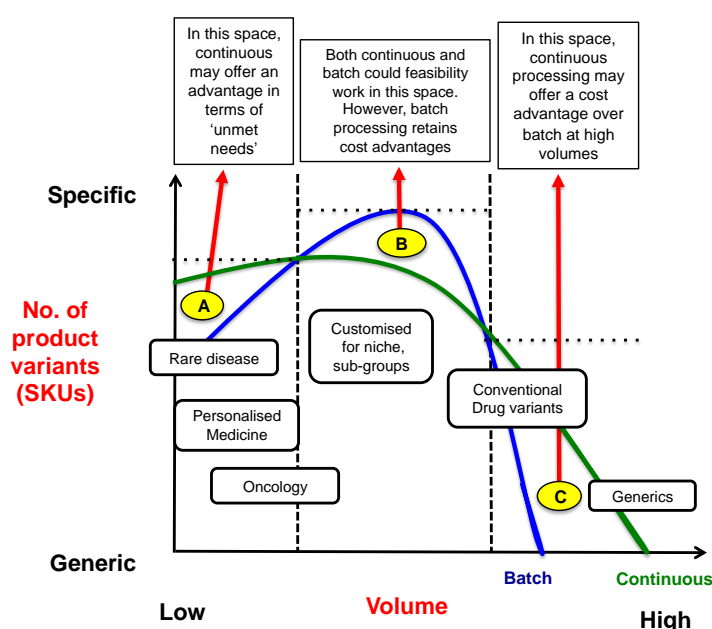 In this space,
continuous
may offer an
advantage in
terms of
‘unmet
needs’
Both continuous and
batch could feasibility
work in this space.
However, batch
processing retains
cost advantages
In this space,
continuous
processing may
offer a cost
advantage over
batch at high
volumes
Specific
No. of
product
variants
(SKUs)
Generic
A
B
C
Rare disease
Personalised
Medicine
Oncology
Customised
for niche,
sub-groups
Conventional
Drug variants
Generics
Batch
Continuous
Low
Volume
High